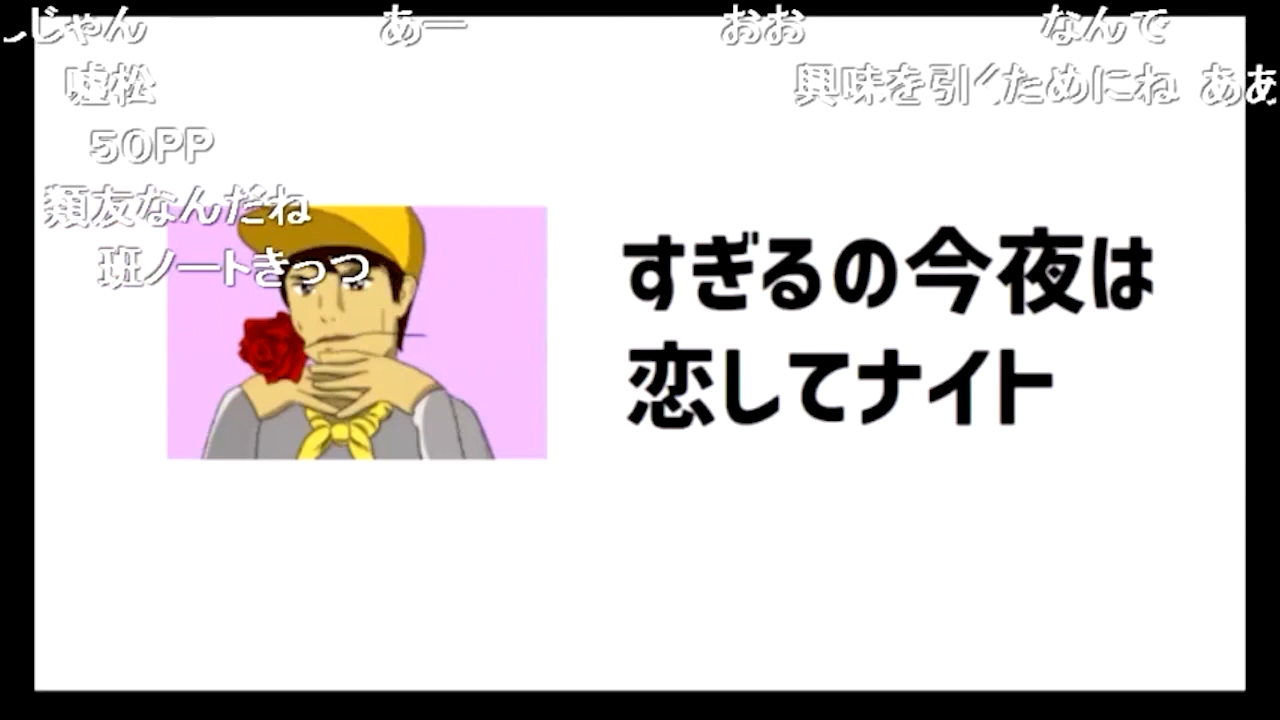 しじゃん
あー
おお
なんで
嘘松
興味を引くためにね
ああ
50PP
類友なんだね
班ノートきっつ
すぎるの今夜は
恋してナイト